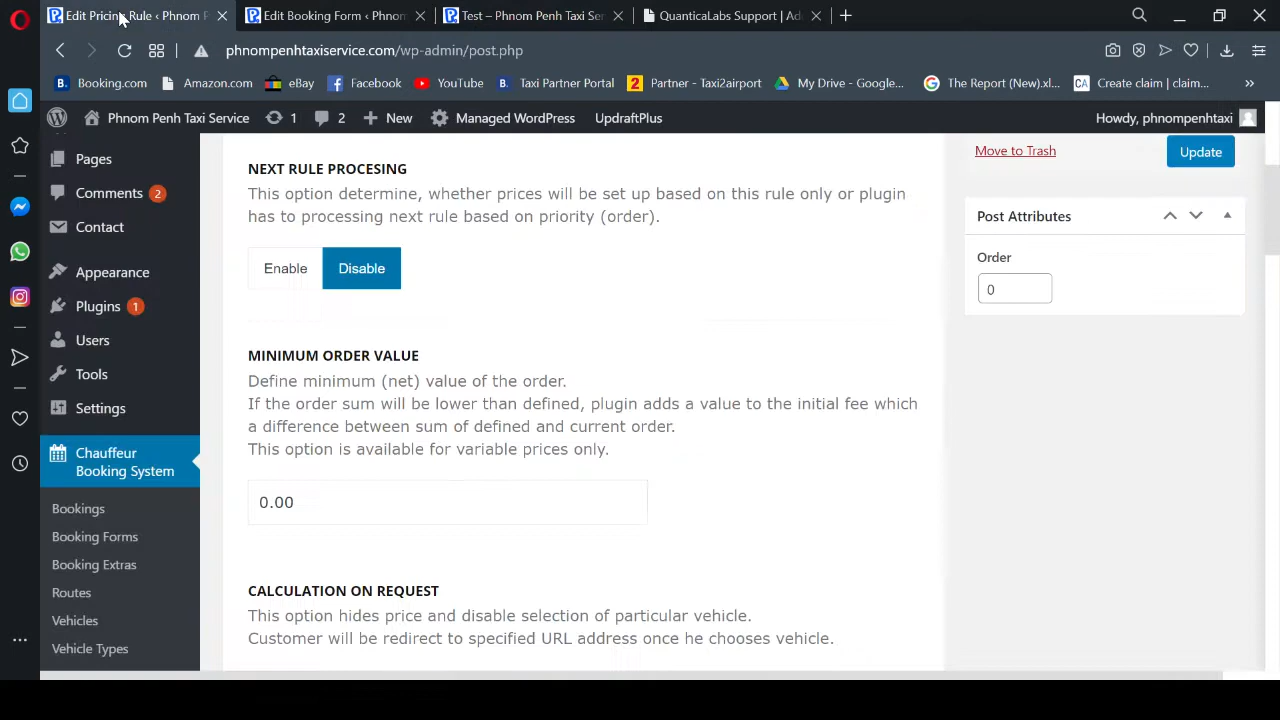 Edit Pricing Rule ‹ Phnom P
Edit Booking Form ‹ Phnon
Test – Phnom Penh Taxi Ser
QuanticaLabs Support | Ad
phnompenhtaxiservice.com/wp-admin/post.php
Booking.com
Amazon.com
eBay
Facebook
YouTube
Taxi Partner Portal
Partner - Taxi2airport
My Drive - Google...
The Report (New).xl...
Create claim | claim...
Phnom Penh Taxi Service
1
2
New
Managed WordPress
UpdraftPlus
Howdy, phnompenhtaxi
Pages
Comments 2
Contact
Appearance
Plugins 1
Users
Tools
Settings
Chauffeur
Booking System
Bookings
Booking Forms
Booking Extras
Routes
Vehicles
Vehicle Types
NEXT RULE PROCESING
This option determine, whether prices will be set up based on this rule only or plugin
has to processing next rule based on priority (order).
Enable
Disable
MINIMUM ORDER VALUE
Define minimum (net) value of the order.
If the order sum will be lower than defined, plugin adds a value to the initial fee which
a difference between sum of defined and current order.
This option is available for variable prices only.
0.00
CALCULATION ON REQUEST
This option hides price and disable selection of particular vehicle.
Customer will be redirect to specified URL address once he chooses vehicle.
Move to Trash
Update
Post Attributes
Order
0